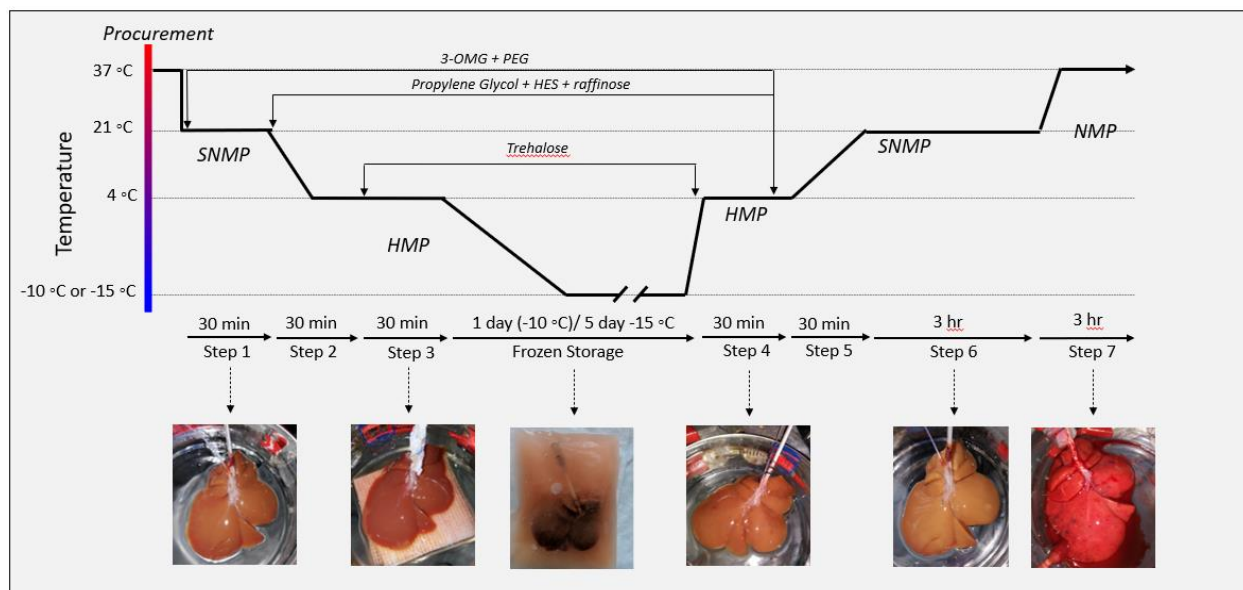 Procurement
37 °C
3-OMG + PEG
Propylene Glycol + HES + raffinose
21 °C
SNMP
SNMP
NMP
Trehalose
4 °C
HMP
HMP
Temperature
-10 °C or -15 °C
30 min
30 min
30 min
1 day (-10 °C)/ 5 day -15 °C
30 min
30 min
3 hr
3 hr
Step 1
Step 2
Step 3
Frozen Storage
Step 4
Step 5
Step 6
Step 7